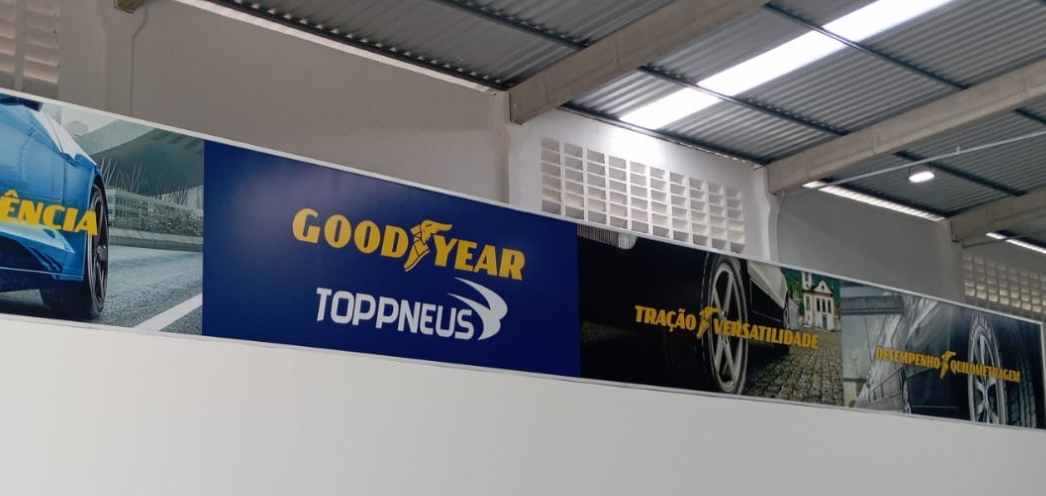 ÊNCIA
GOODYEAR
TOPPNEUS
TRAÇÃO VERSATILIDADE
DESEMPENHO QUILOMETRAGEM